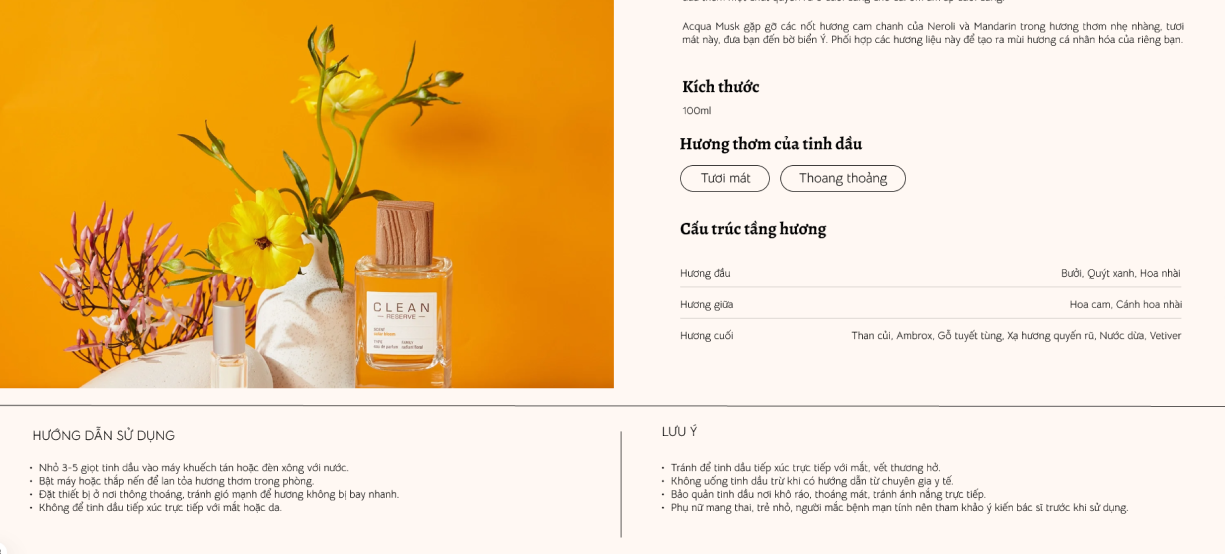 Acqua Musk gặp gỡ các nốt hương cam chanh của Neroli và Mandarin trong hương thơm nhẹ nhàng, tươi
mát này, đưa bạn đến bờ biển Ý. Phối hợp các hương liệu này để tạo ra mùi hương cá nhân hóa của riêng bạn.
Kích thước
100ml
Hương thơm của tinh dầu
Tươi mát
Thoang thoảng
Cấu trúc tầng hương
Hương đầu
Bưởi, Quýt xanh, Hoa nhài
Hương giữa
Hoa cam, Cánh hoa nhài
Hương cuối
Than củi, Ambrox, Gỗ tuyết tùng, Xạ hương quyến rũ, Nước dừa, Vetiver
CLEAN
RESERVE
HƯỚNG DẪN SỬ DỤNG
• Nhỏ 3-5 giọt tinh dầu vào máy khuếch tán hoặc đèn xông với nước.
• Bật máy hoặc thắp nến để lan tỏa hương thơm trong phòng.
• Đặt thiết bị ở nơi thông thoáng, tránh gió mạnh để hương không bị bay nhanh.
• Không để tinh dầu tiếp xúc trực tiếp với mắt hoặc da.
LƯU Ý
• Tránh để tinh dầu tiếp xúc trực tiếp với mắt, vết thương hở.
• Không uống tinh dầu trừ khi có hướng dẫn từ chuyên gia y tế.
• Bảo quản tinh dầu nơi khô ráo, thoáng mát, tránh ánh nắng trực tiếp.
• Phụ nữ mang thai, trẻ nhỏ, người mắc bệnh mạn tính nên tham khảo ý kiến bác sĩ trước khi sử dụng.